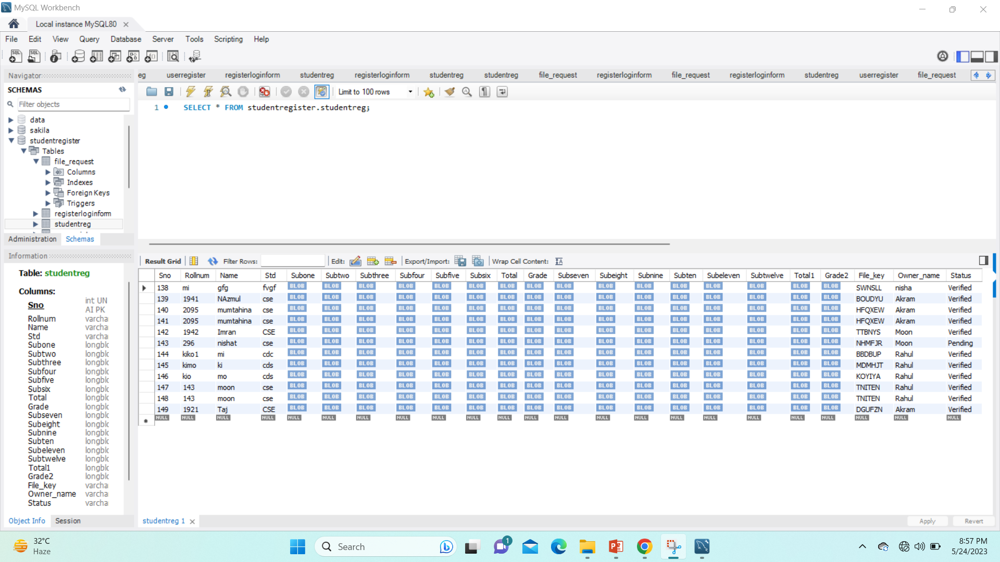 MySQL Workbench
Local instance MySQL80
File Edit View Query Database Server Tools Scripting Help
Navigator
eg userregister registerloginform studentreg registerloginform studentreg studentreg file_request registerloginform file_request registerloginform studentreg userregister file_request
SCHEMAS
Limit to 100 rows
Filter objects
1 SELECT * FROM studentregister.studentreg;
data
sakila
studentregister
Tables
file_request
Columns
Indexes
Foreign Keys
Triggers
registerloginform
studentreg
Administration Schemas
Information
Table: studentreg
Columns:
Sno int UN AI PK
Rollnum varcha
Name varcha
Std varcha
Subone longblo
Subtwo longblo
Subthree longblo
Subfour longblo
Subfive longblo
Subsix longblo
Total longblo
Grade longblo
Subseven longblo
Subeight longblo
Subnine longblo
Subten longblo
Subeleven longblo
Subtwelve longblo
Total1 longblo
Grade2 longblo
File_key varcha
Owner_name varcha
Status varcha
Object Info Session
Result Grid Filter Rows: Edit: Export/Import: Wrap Cell Content:
Sno Rollnum Name Std Subone Subtwo Subthree Subfour Subfive Subsix Total Grade Subseven Subeight Subnine Subten Subeleven Subtwelve Total1 Grade2 File_key Owner_name Status
138 mi gfg fvgf BLOB BLOB BLOB BLOB BLOB BLOB BLOB BLOB BLOB BLOB BLOB BLOB BLOB BLOB BLOB BLOB SWNSLL nisha Verified
139 1941 NAzmul cse BLOB BLOB BLOB BLOB BLOB BLOB BLOB BLOB BLOB BLOB BLOB BLOB BLOB BLOB BLOB BLOB BOUDYU Akram Verified
140 2095 mumtahina cse BLOB BLOB BLOB BLOB BLOB BLOB BLOB BLOB BLOB BLOB BLOB BLOB BLOB BLOB BLOB BLOB HFQXEW Akram Verified
141 2095 mumtahina cse BLOB BLOB BLOB BLOB BLOB BLOB BLOB BLOB BLOB BLOB BLOB BLOB BLOB BLOB BLOB BLOB HFQXEW Akram Verified
142 1942 Imran CSE BLOB BLOB BLOB BLOB BLOB BLOB BLOB BLOB BLOB BLOB BLOB BLOB BLOB BLOB BLOB BLOB TTBNYS Moon Verified
143 296 nishat cse BLOB BLOB BLOB BLOB BLOB BLOB BLOB BLOB BLOB BLOB BLOB BLOB BLOB BLOB BLOB BLOB NHMFJR Moon Pending
144 kiko1 mi cdc BLOB BLOB BLOB BLOB BLOB BLOB BLOB BLOB BLOB BLOB BLOB BLOB BLOB BLOB BLOB BLOB BBDBUP Rahul Verified
145 kimo ki cds BLOB BLOB BLOB BLOB BLOB BLOB BLOB BLOB BLOB BLOB BLOB BLOB BLOB BLOB BLOB BLOB MDMHJT Rahul Verified
146 kio mo cds BLOB BLOB BLOB BLOB BLOB BLOB BLOB BLOB BLOB BLOB BLOB BLOB BLOB BLOB BLOB BLOB KOYIYA Rahul Verified
147 143 moon cse BLOB BLOB BLOB BLOB BLOB BLOB BLOB BLOB BLOB BLOB BLOB BLOB BLOB BLOB BLOB BLOB TNITEN Rahul Verified
148 143 moon cse BLOB BLOB BLOB BLOB BLOB BLOB BLOB BLOB BLOB BLOB BLOB BLOB BLOB BLOB BLOB BLOB TNITEN Rahul Verified
149 1921 Taj CSE BLOB BLOB BLOB BLOB BLOB BLOB BLOB BLOB BLOB BLOB BLOB BLOB BLOB BLOB BLOB BLOB DGUFZN Akram Verified
NULL NULL NULL NULL NULL NULL NULL NULL NULL NULL NULL NULL NULL NULL NULL NULL NULL NULL NULL NULL NULL NULL NULL
studentreg 1 Apply Revert
32°C
Haze
Search
1
8:57 PM
5/24/2023